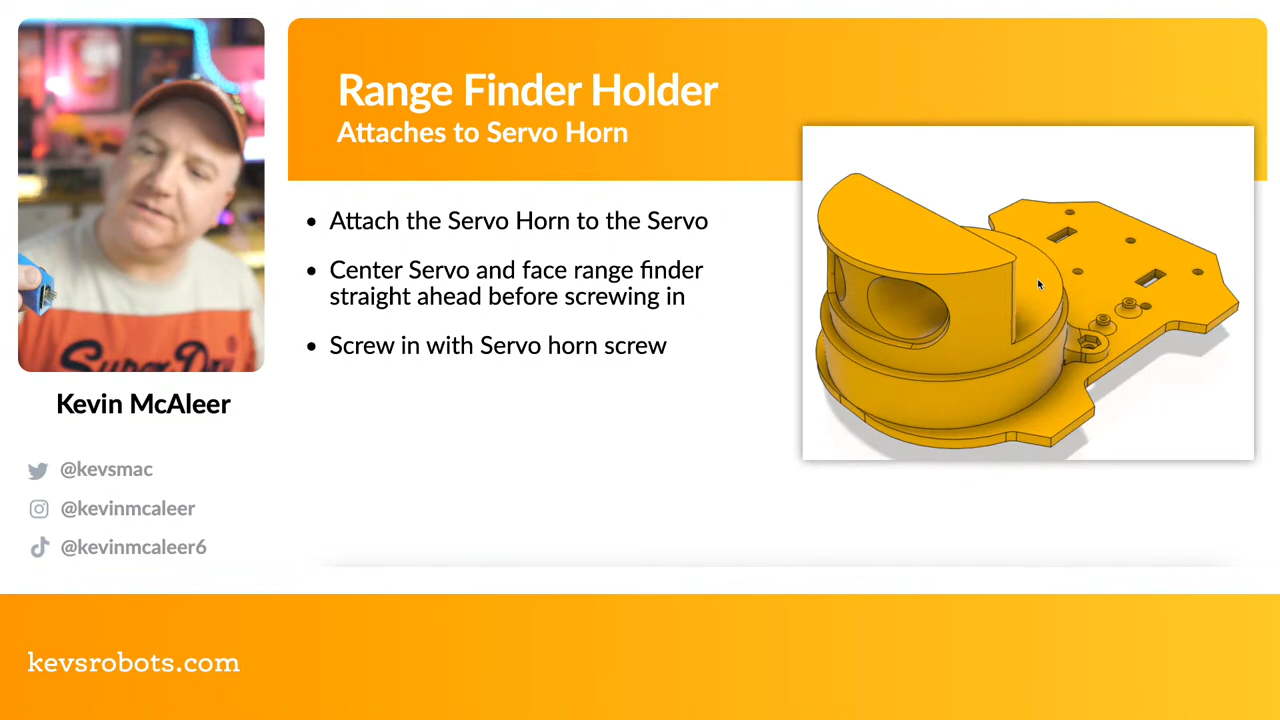 Range Finder Holder
Attaches to Servo Horn
• Attach the Servo Horn to the Servo
• Center Servo and face range finder
straight ahead before screwing in
• Screw in with Servo horn screw
Kevin McAleer
@kevsmac
@kevinmcaleer
@kevinmcaleer6
kevsrobots.com